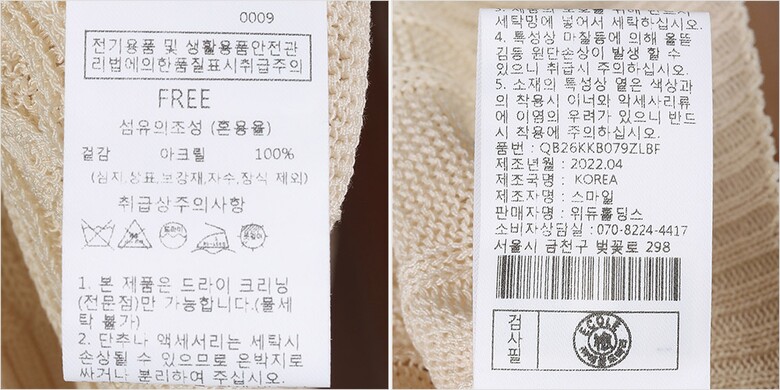 0009
전기용품 및 생활용품안전관
리법에의한품질표시취급주의
FREE
섬유의조성 (혼용율)
겉감 아크릴 100%
(심지,상표,보강재,자수,장식 제외)
취급상주의사항
1. 본 제품은 드라이 크리닝
(전문점)만 가능합니다.(물세
탁 불가)
2. 단추나 액세서리는 세탁시
손상될 수 있으므로 은박지로
싸거나 분리하여 주십시오.
세탁망에 넣어서 세탁하십시오.
4. 특성상 마찰등에 의해 올뜯
김등 원단손상이 발생 할 수
있으니 취급시 주의하십시오.
5. 소재의 특성상 옅은 색상과
의 착용시 이너와 악세사리류
에 이염의 우려가 있으니 반드
시 착용에 주의하십시오.
품번 : QB26KKB079ZLBF
제조년월 : 2022.04
제조국명 : KOREA
제조자명 : 스마일
판매자명 : 위듀홀딩스
소비자상담실 : 070-8224-4417
서울시 금천구 벚꽃로 298
검사필
ECOLE